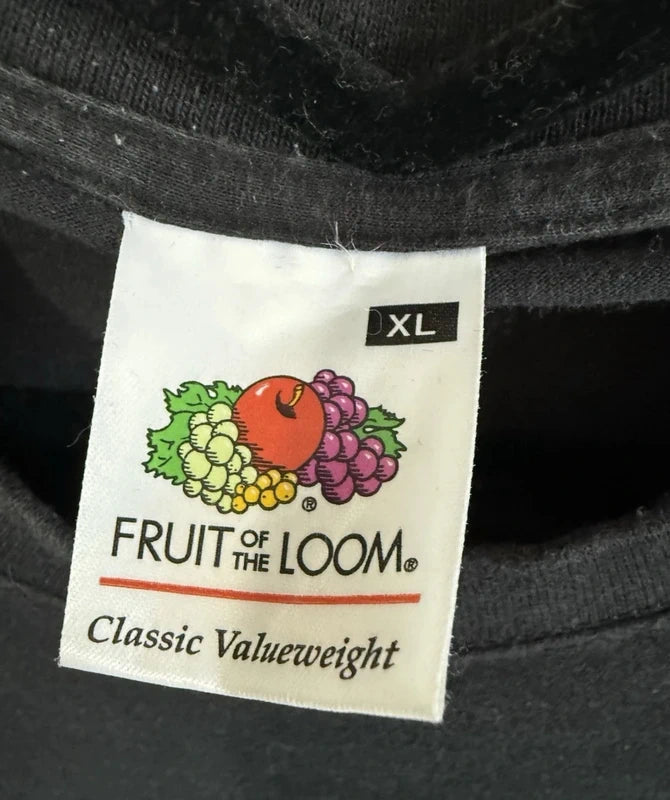 XL
®
FRUIT OF THE LOOM®
Classic Valueweight